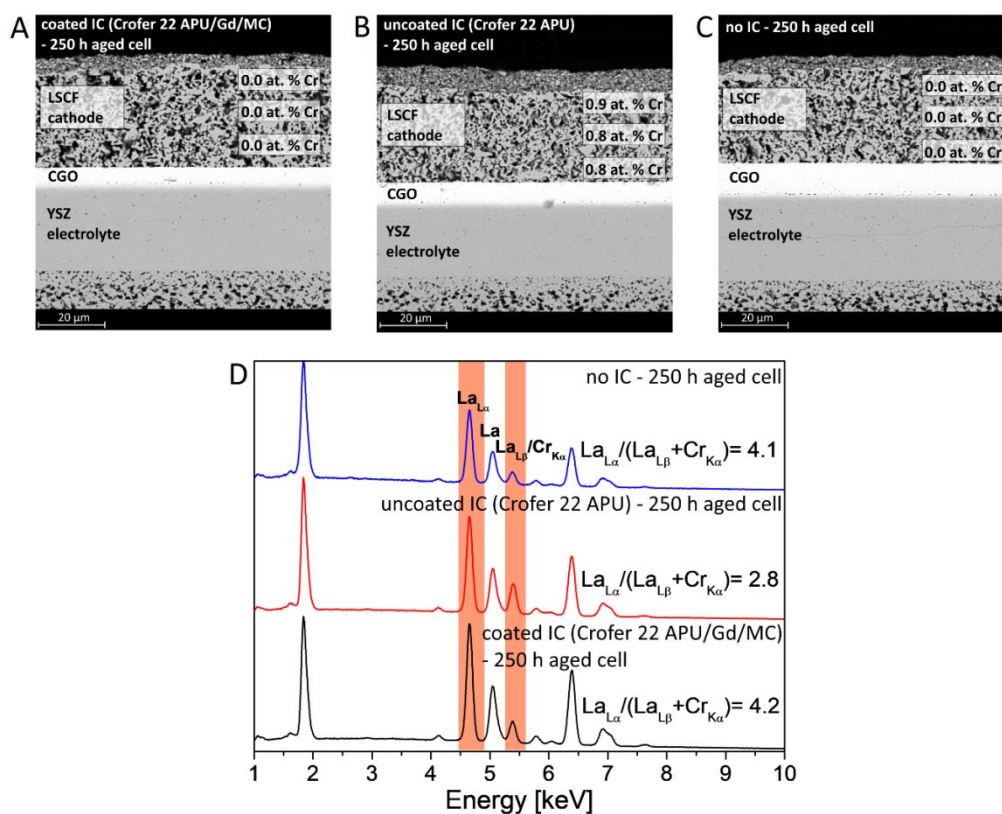 A
coated IC (Crofer 22 APU/Gd/MC)
- 250 h aged cell
LSCF
cathode
0.0 at. % Cr
0.0 at. % Cr
0.0 at. % Cr
CGO
YSZ
electrolyte
20 µm
B
uncoated IC (Crofer 22 APU)
- 250 h aged cell
LSCF
cathode
0.9 at. % Cr
0.8 at. % Cr
0.8 at. % Cr
CGO
YSZ
electrolyte
20 µm
C
no IC - 250 h aged cell
LSCF
cathode
0.0 at. % Cr
0.0 at. % Cr
0.0 at. % Cr
CGO
YSZ
electrolyte
20 µm
D
no IC - 250 h aged cell
LaLα
La
LaLβ/CrKα
LaLα/(LaLβ+CrKα)= 4.1
uncoated IC (Crofer 22 APU) - 250 h aged cell
LaLα/(LaLβ+CrKα)= 2.8
coated IC (Crofer 22 APU/Gd/MC)
- 250 h aged cell
LaLα/(LaLβ+CrKα)= 4.2
1 2 3 4 5 6 7 8 9 10
Energy [keV]